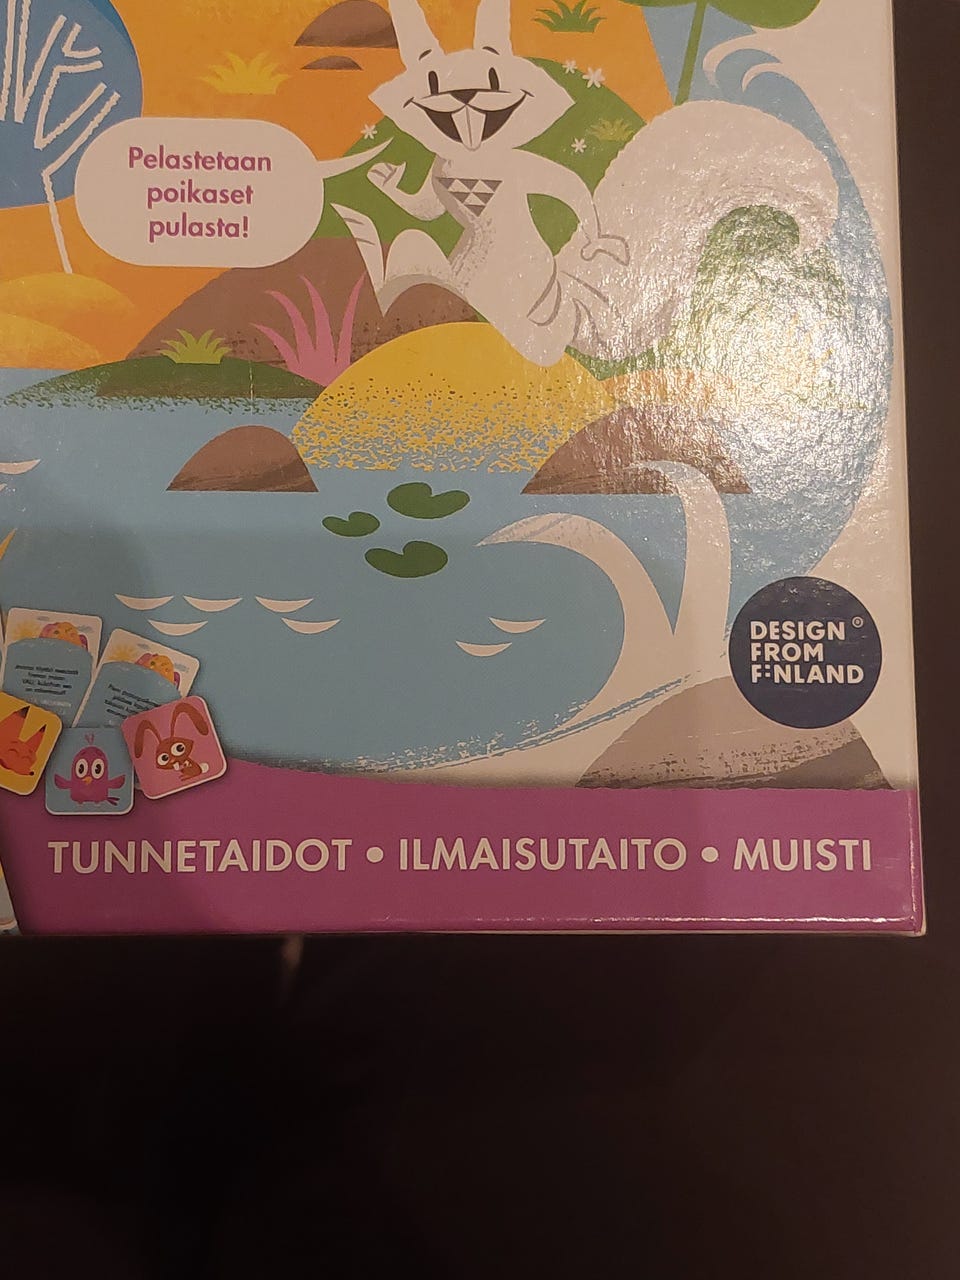 Pelastetaan
poikaset
pulasta!
DESIGN
FROM
FINLAND
TUNNETAIDOT • ILMAISUTAITO • MUISTI